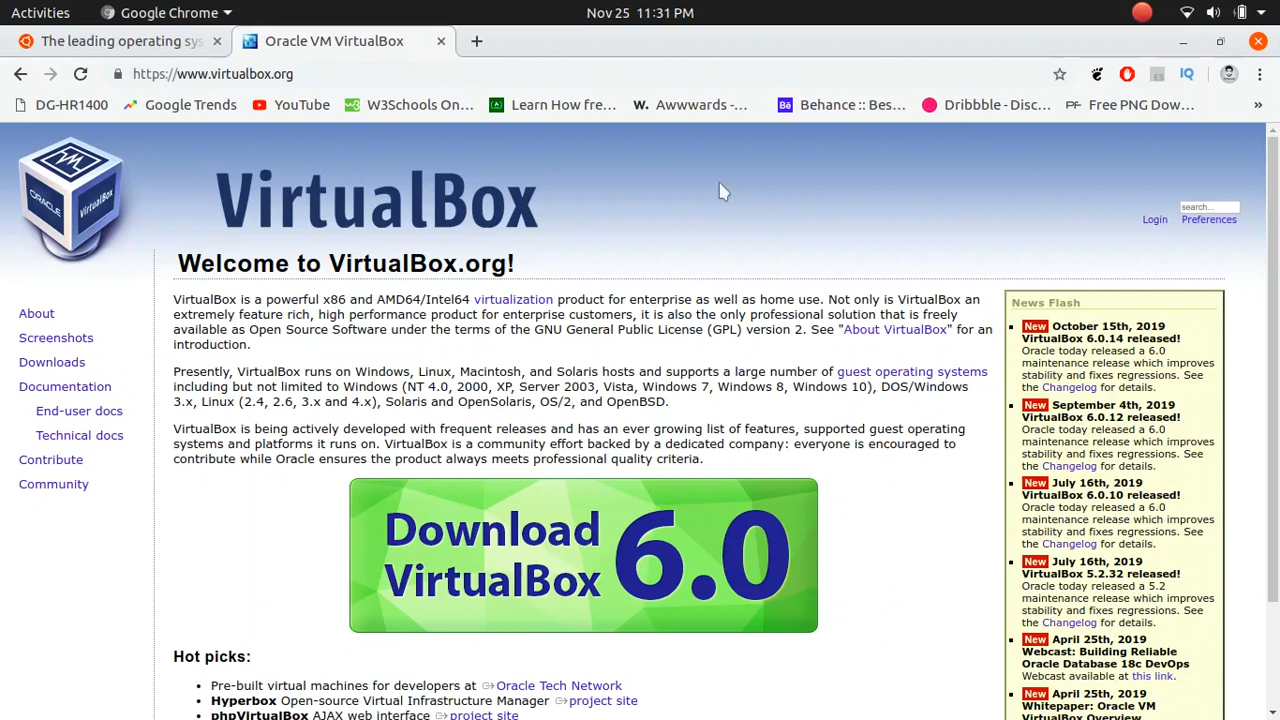 Activities
Google Chrome
Nov 25 11:31 PM
The leading operating sys
Oracle VM VirtualBox
https://www.virtualbox.org
ES
IQ
DG-HR1400
Google Trends
YouTube
W3Schools On...
Learn How fre...
W. Awwwards -...
Bē Behance :: Bes...
Dribbble - Disc...
PF Free PNG Dow...
»
ORACLE
VirtualBox
VirtualBox
Login
search...
Preferences
Welcome to VirtualBox.org!
About
Screenshots
Downloads
Documentation
End-user docs
Technical docs
Contribute
Community
VirtualBox is a powerful x86 and AMD64/Intel64 virtualization product for enterprise as well as home use. Not only is VirtualBox an
extremely feature rich, high performance product for enterprise customers, it is also the only professional solution that is freely
available as Open Source Software under the terms of the GNU General Public License (GPL) version 2. See "About VirtualBox" for an
introduction.
Presently, VirtualBox runs on Windows, Linux, Macintosh, and Solaris hosts and supports a large number of guest operating systems
including but not limited to Windows (NT 4.0, 2000, XP, Server 2003, Vista, Windows 7, Windows 8, Windows 10), DOS/Windows
3.x, Linux (2.4, 2.6, 3.x and 4.x), Solaris and OpenSolaris, OS/2, and OpenBSD.
VirtualBox is being actively developed with frequent releases and has an ever growing list of features, supported guest operating
systems and platforms it runs on. VirtualBox is a community effort backed by a dedicated company: everyone is encouraged to
contribute while Oracle ensures the product always meets professional quality criteria.
Download
VirtualBox
6.0
Hot picks:
• Pre-built virtual machines for developers at Oracle Tech Network
• Hyperbox Open-source Virtual Infrastructure Manager project site
• phpVirtualBox AJAX web interface project site
News Flash
New October 15th, 2019
VirtualBox 6.0.14 released!
Oracle today released a 6.0
maintenance release which improves
stability and fixes regressions. See
the Changelog for details.
New September 4th, 2019
VirtualBox 6.0.12 released!
Oracle today released a 6.0
maintenance release which improves
stability and fixes regressions. See
the Changelog for details.
New July 16th, 2019
VirtualBox 6.0.10 released!
Oracle today released a 6.0
maintenance release which improves
stability and fixes regressions. See
the Changelog for details.
New July 16th, 2019
VirtualBox 5.2.32 released!
Oracle today released a 5.2
maintenance release which improves
stability and fixes regressions. See
the Changelog for details.
New April 25th, 2019
Webcast: Building Reliable
Oracle Database 18c DevOps
Webcast available at this link.
New April 25th, 2019
Whitepaper: Oracle VM
VirtualBox Overview